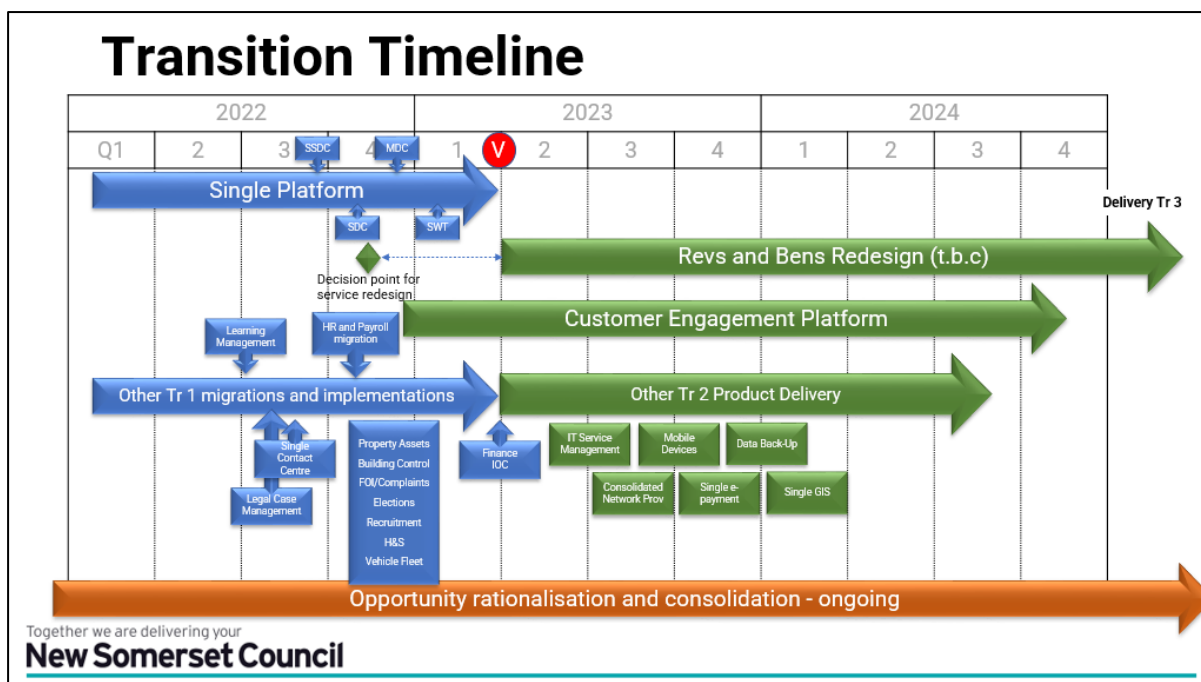 Transition Timeline
2022
2023
2024
Q1
2
3
4
1
V
2
3
4
1
2
3
4
SSDC
MDC
Single Platform
SDC
SWT
Delivery Tr 3
Revs and Bens Redesign (t.b.c)
Decision point for
service redesign
Customer Engagement Platform
Learning
Management
HR and Payroll
migration
Other Tr 1 migrations and implementations
Other Tr 2 Product Delivery
Single
Contact
Centre
Legal Case
Management
Property Assets
Building Control
FOI/Complaints
Elections
Recruitment
H&S
Vehicle Fleet
Finance
IOC
IT Service
Management
Mobile
Devices
Data Back-Up
Consolidated
Network Prov
Single e-
payment
Single GIS
Opportunity rationalisation and consolidation - ongoing
Together we are delivering your
New Somerset Council